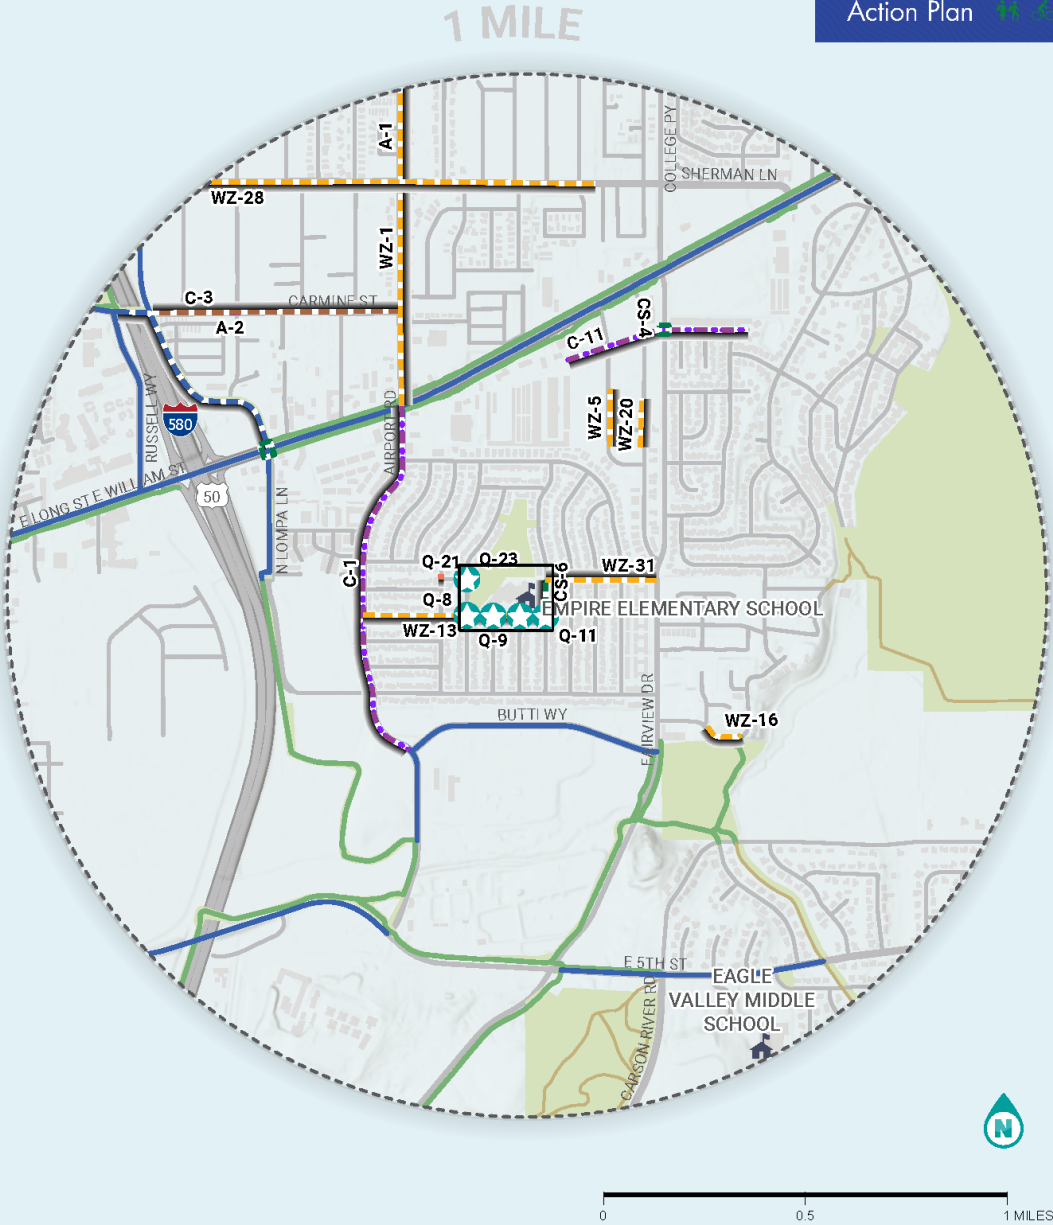 Action Plan
1 MILE
A-1
COLLEGE PY
SHERMAN LN
WZ-28
WZ-1
C-3
CARMINE ST
A-2
CS-4
C-11
RUSSELL WY
580
AIRPORT RD
WZ-5
WZ-20
E LONG ST E WILLIAM ST
50
N LOMPA LN
C-1
Q-21
Q-23
CS-6
WZ-31
Q-8
EMPIRE ELEMENTARY SCHOOL
WZ-13
Q-9
Q-11
BUTTI WY
FAIRVIEW DR
WZ-16
E 5TH ST
EAGLE
VALLEY MIDDLE
SCHOOL
CARSON RIVER RD
N
0
0.5
1 MILES